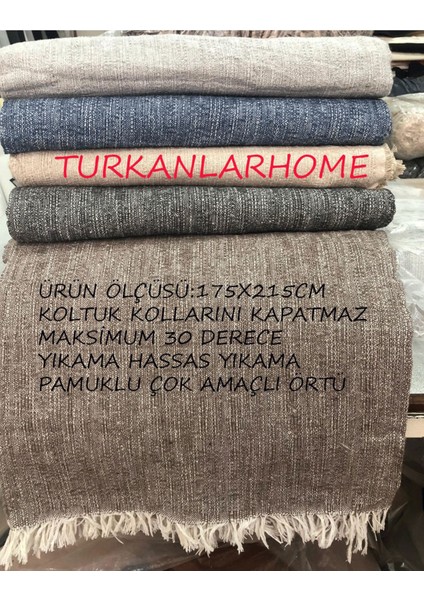 TURKANLARHOME
ÜRÜN ÖLÇÜSÜ:175X215CM
KOLTUK KOLLARINI KAPATMAZ
MAKSİMUM 30 DERECE
YIKAMA HASSAS YIKAMA
PAMUKLU ÇOK AMAÇLI ÖRTÜ